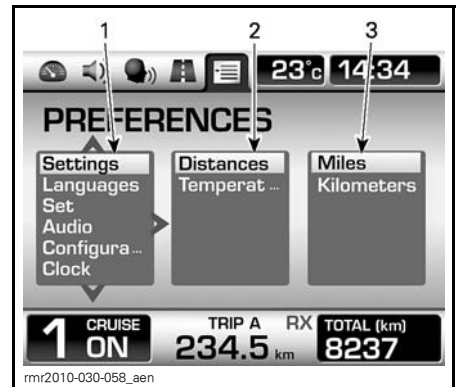 1 2 3
23°c 14:34
PREFERENCES
Settings
Languages
Set
Audio
Configura...
Clock
Distances
Temperat ...
Miles
Kilometers
1 CRUISE ON
TRIP A RX
234.5 km
TOTAL (km)
8237
rmr2010-030-058_aen